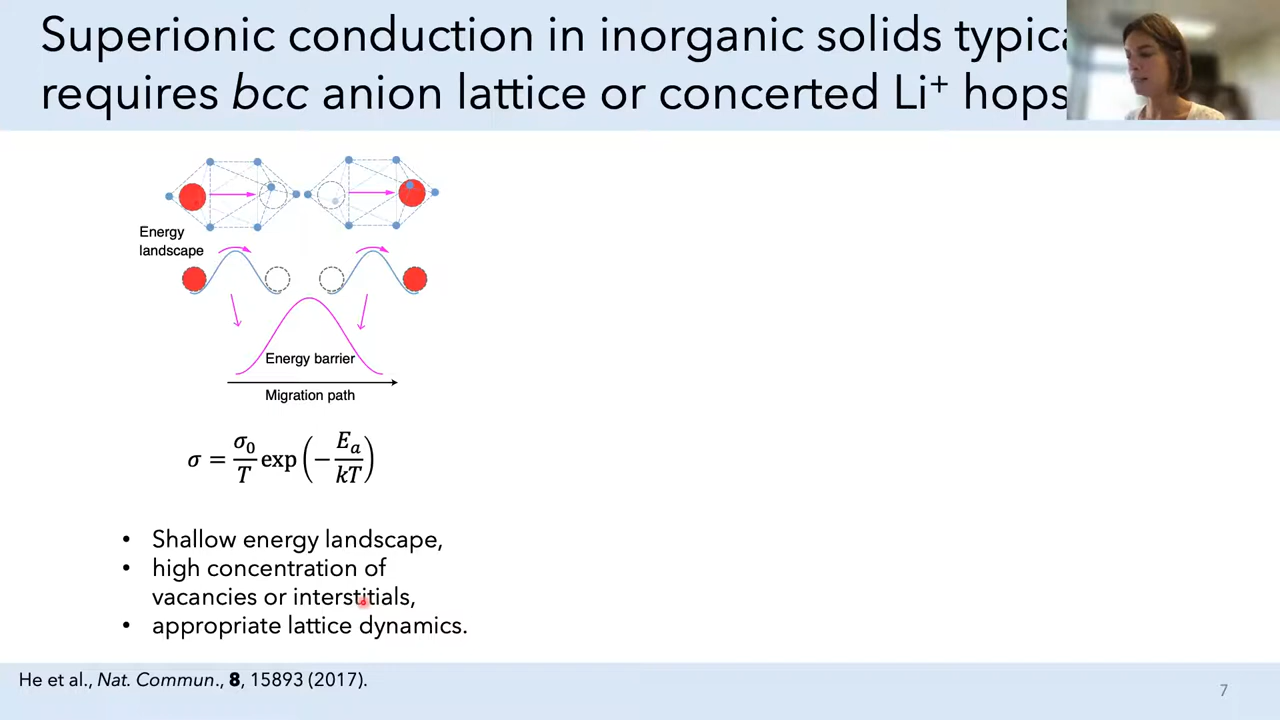 Superionic conduction in inorganic solids
requires bcc anion lattice or concerted Li⁺ hops
Energy
landscape
Energy barrier
Migration path
σ = σ₀/T exp(−Eₐ/kT)
• Shallow energy landscape,
• high concentration of
vacancies or interstitials,
• appropriate lattice dynamics.
He et al., Nat. Commun., 8, 15893 (2017).
7